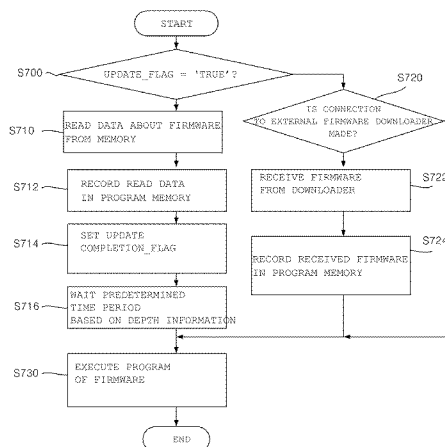 START
S700
UPDATE_FLAG = 'TRUE'?
S720
IS CONNECTION
TO EXTERNAL FIRMWARE DOWNLOADER
MADE?
S710
READ DATA ABOUT FIRMWARE
FROM MEMORY
S712
RECORD READ DATA
IN PROGRAM MEMORY
S722
RECEIVE FIRMWARE
FROM DOWNLOADER
S714
SET UPDATE
COMPLETION_FLAG
S724
RECORD RECEIVED FIRMWARE
IN PROGRAM MEMORY
S716
WAIT PREDETERMINED
TIME PERIOD
BASED ON DEPTH INFORMATION
S730
EXECUTE PROGRAM
OF FIRMWARE
END